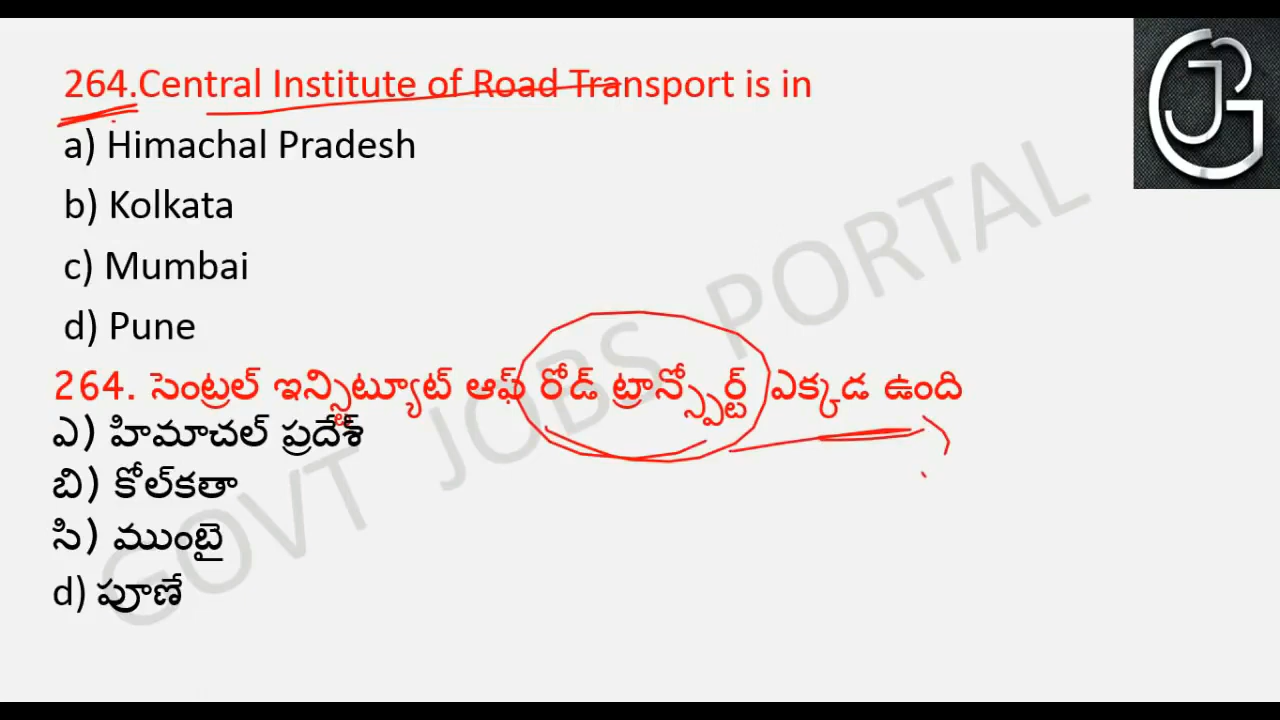 264.Central Institute of Road Transport is in
a) Himachal Pradesh
b) Kolkata
c) Mumbai
d) Pune
264. సెంట్రల్ ఇన్స్టిట్యూట్ ఆఫ్ రోడ్ ట్రాన్స్పోర్ట్ ఎక్కడ ఉంది
ఎ) హిమాచల్ ప్రదేశ్
బి) కోల్‌కతా
సి) ముంబై
d) పూణే
GOVT JOBS PORTAL
GJP